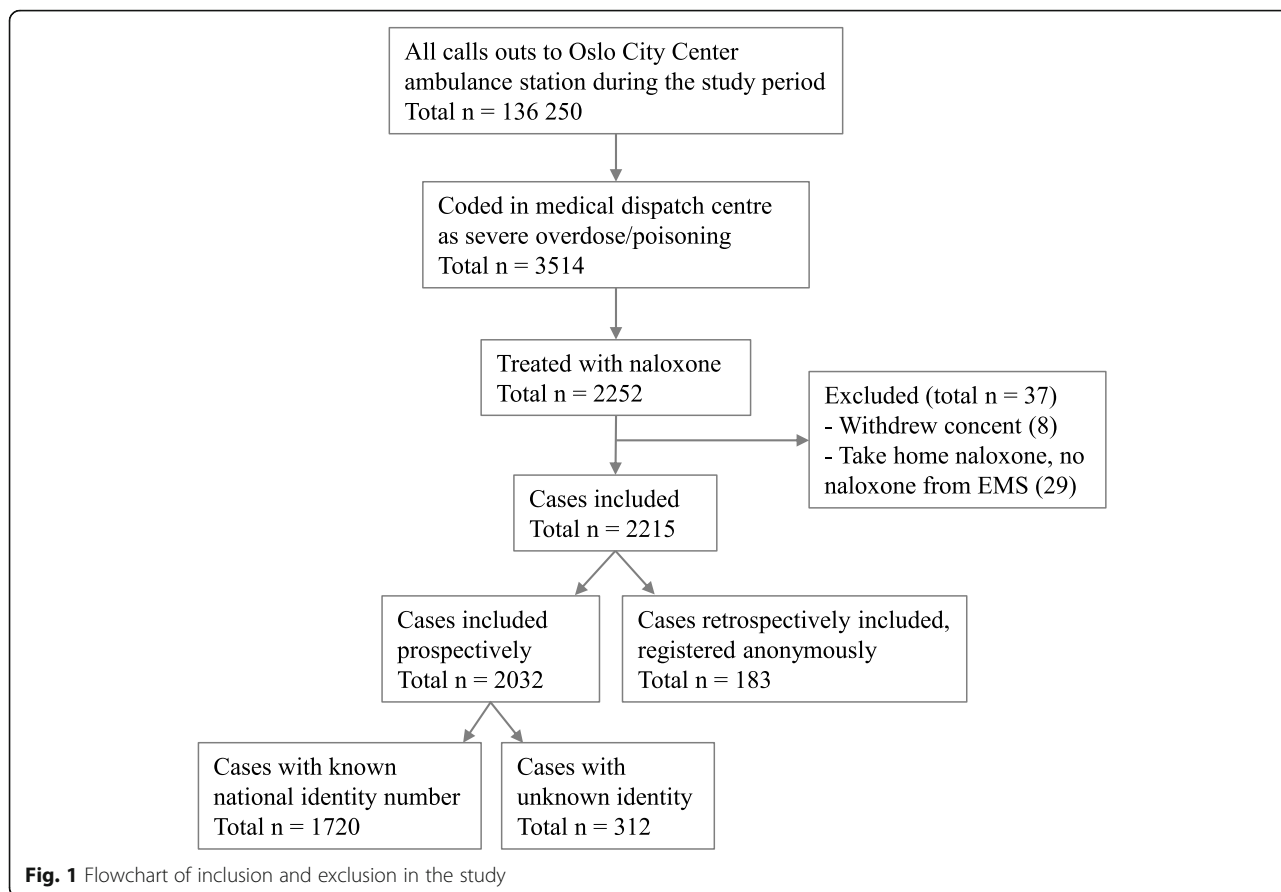 All calls outs to Oslo City Center
ambulance station during the study period
Total n = 136 250
Coded in medical dispatch centre
as severe overdose/poisoning
Total n = 3514
Treated with naloxone
Total n = 2252
Excluded (total n = 37)
- Withdrew concent (8)
- Take home naloxone, no
naloxone from EMS (29)
Cases included
Total n = 2215
Cases included
prospectively
Total n = 2032
Cases retrospectively included,
registered anonymously
Total n = 183
Cases with known
national identity number
Total n = 1720
Cases with
unknown identity
Total n = 312
Fig. 1 Flowchart of inclusion and exclusion in the study